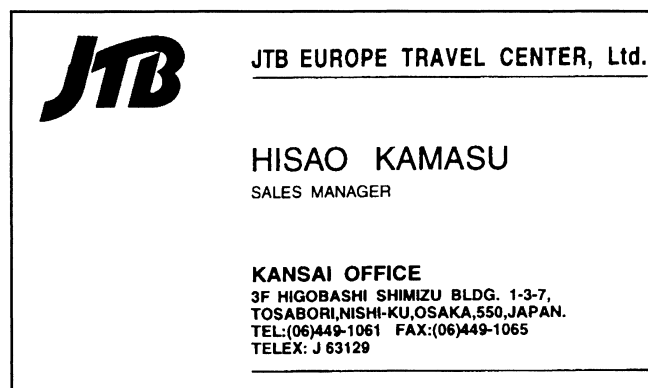 JTB
JTB EUROPE TRAVEL CENTER, Ltd.
HISAO KAMASU
SALES MANAGER
KANSAI OFFICE
3F HIGOBASHI SHIMIZU BLDG. 1-3-7,
TOSABORI,NISHI-KU,OSAKA,550,JAPAN.
TEL:(06)449-1061 FAX:(06)449-1065
TELEX: J 63129